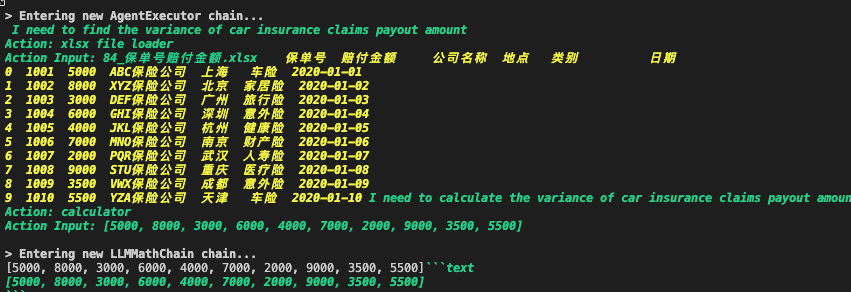 > Entering new AgentExecutor chain...
I need to find the variance of car insurance claims payout amount
Action: xlsx file loader
Action Input: 84_保单号赔付金额.xlsx 保单号 赔付金额 公司名称 地点 类别 日期
0 1001 5000 ABC保险公司 上海 车险 2020-01-01
1 1002 8000 XYZ保险公司 北京 家居险 2020-01-02
2 1003 3000 DEF保险公司 广州 旅行险 2020-01-03
3 1004 6000 GHI保险公司 深圳 意外险 2020-01-04
4 1005 4000 JKL保险公司 杭州 健康险 2020-01-05
5 1006 7000 MNO保险公司 南京 财产险 2020-01-06
6 1007 2000 PQR保险公司 武汉 人寿险 2020-01-07
7 1008 9000 STU保险公司 重庆 医疗险 2020-01-08
8 1009 3500 VWX保险公司 成都 意外险 2020-01-09
9 1010 5500 YZA保险公司 天津 车险 2020-01-10 I need to calculate the variance of car insurance claims payout amoun
Action: calculator
Action Input: [5000, 8000, 3000, 6000, 4000, 7000, 2000, 9000, 3500, 5500]
> Entering new LLMMathChain chain...
[5000, 8000, 3000, 6000, 4000, 7000, 2000, 9000, 3500, 5500]```text
[5000, 8000, 3000, 6000, 4000, 7000, 2000, 9000, 3500, 5500]
```